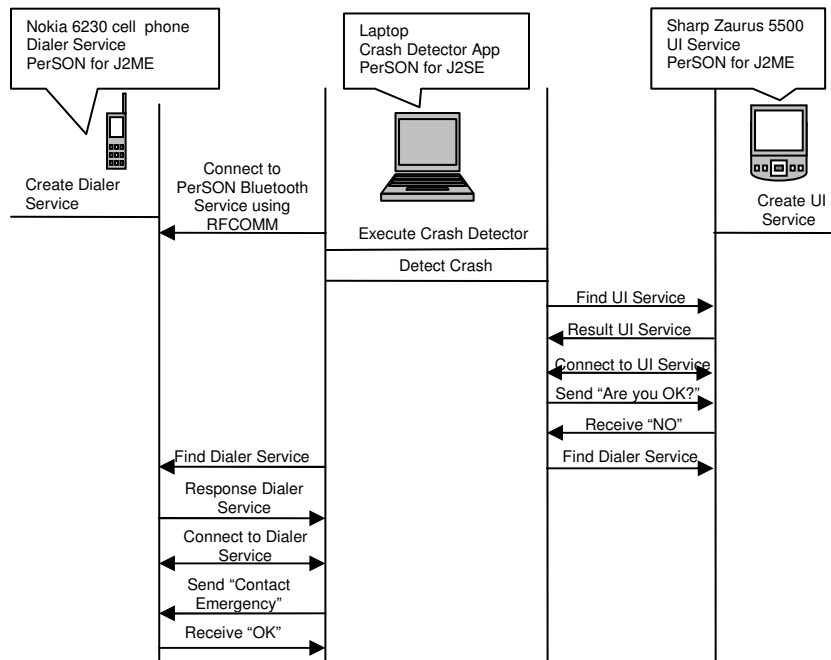 Nokia 6230 cell phone
Dialer Service
PerSON for J2ME
Laptop
Crash Detector App
PerSON for J2SE
Sharp Zaurus 5500
UI Service
PerSON for J2ME
Create Dialer
Service
Connect to
PerSON Bluetooth
Service using
RFCOMM
Create UI
Service
Execute Crash Detector
Detect Crash
Find UI Service
Result UI Service
Connect to UI Service
Send “Are you OK?”
Receive “NO”
Find Dialer Service
Find Dialer Service
Response Dialer
Service
Connect to Dialer
Service
Send “Contact
Emergency”
Receive “OK”